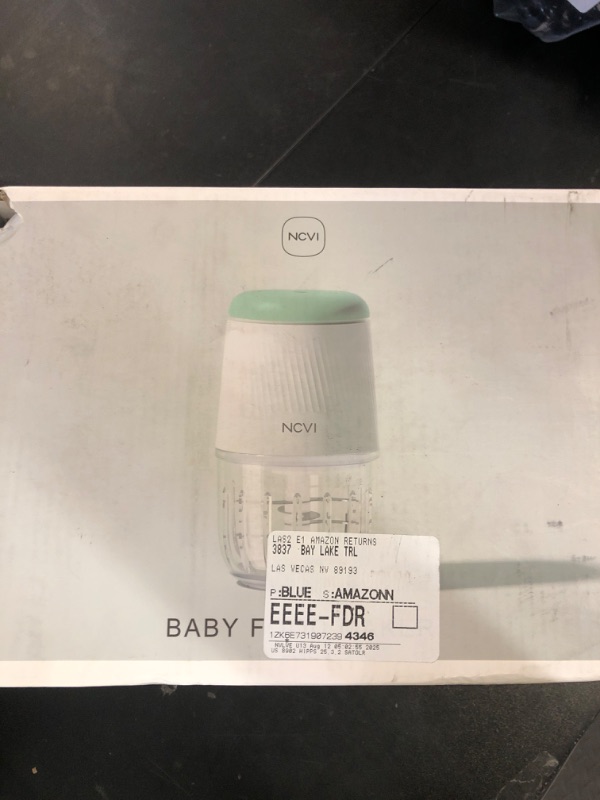 NCVI
NCVI
LAS2 E1 AMAZON RETURNS
3837 BAY LAKE TRL
LAS VEGAS NV 89193
P:BLUE S:AMAZONN
EEEE-FDR
4346
BABY F